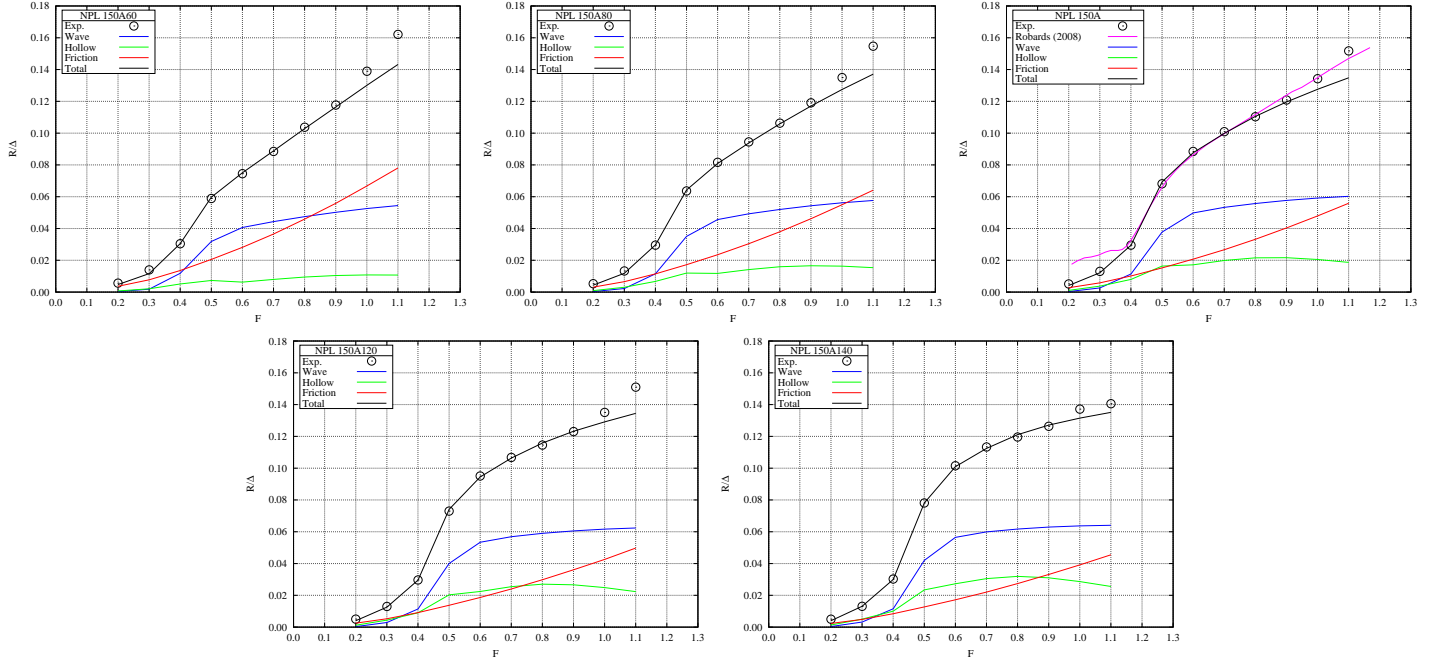 NPL 150A60
Exp.
Wave
Hollow
Friction
Total
0.18
0.16
0.14
0.12
0.10
0.08
0.06
0.04
0.02
0.00
R/Δ
0.0 0.1 0.2 0.3 0.4 0.5 0.6 0.7 0.8 0.9 1.0 1.1 1.2 1.3
F
NPL 150A80
Exp.
Wave
Hollow
Friction
Total
0.18
0.16
0.14
0.12
0.10
0.08
0.06
0.04
0.02
0.00
R/Δ
0.0 0.1 0.2 0.3 0.4 0.5 0.6 0.7 0.8 0.9 1.0 1.1 1.2 1.3
F
NPL 150A
Exp.
Robards (2008)
Wave
Hollow
Friction
Total
0.18
0.16
0.14
0.12
0.10
0.08
0.06
0.04
0.02
0.00
R/Δ
0.0 0.1 0.2 0.3 0.4 0.5 0.6 0.7 0.8 0.9 1.0 1.1 1.2 1.3
F
NPL 150A120
Exp.
Wave
Hollow
Friction
Total
0.18
0.16
0.14
0.12
0.10
0.08
0.06
0.04
0.02
0.00
R/Δ
0.0 0.1 0.2 0.3 0.4 0.5 0.6 0.7 0.8 0.9 1.0 1.1 1.2 1.3
F
NPL 150A140
Exp.
Wave
Hollow
Friction
Total
0.18
0.16
0.14
0.12
0.10
0.08
0.06
0.04
0.02
0.00
R/Δ
0.0 0.1 0.2 0.3 0.4 0.5 0.6 0.7 0.8 0.9 1.0 1.1 1.2 1.3
F